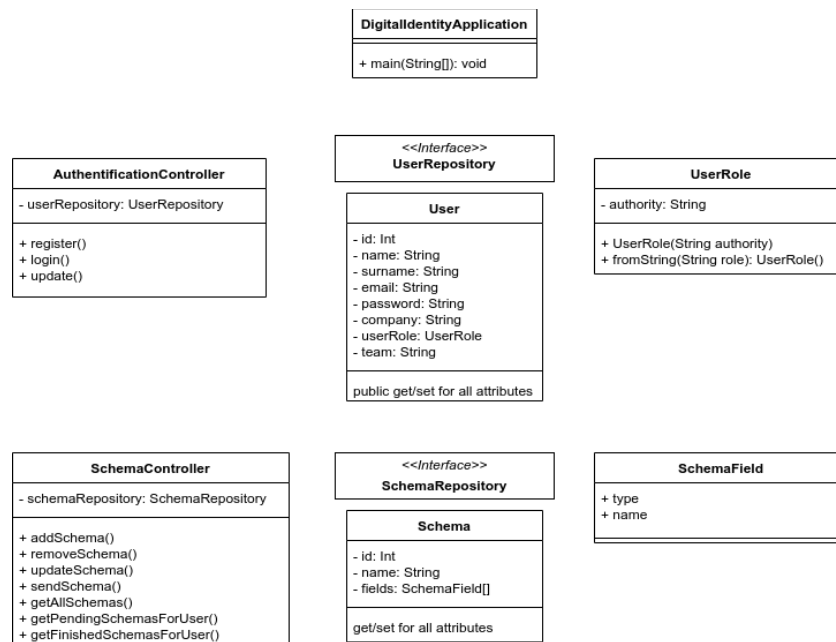 DigitalIdentityApplication
+ main(String[]): void
<<Interface>>
UserRepository
AuthentificationController
- userRepository: UserRepository
+ register()
+ login()
+ update()
User
- id: Int
- name: String
- surname: String
- email: String
- password: String
- company: String
- userRole: UserRole
- team: String
public get/set for all attributes
UserRole
- authority: String
+ UserRole(String authority)
+ fromString(String role): UserRole()
SchemaController
- schemaRepository: SchemaRepository
+ addSchema()
+ removeSchema()
+ updateSchema()
+ sendSchema()
+ getAllSchemas()
+ getPendingSchemasForUser()
+ getFinishedSchemasForUser()
<<Interface>>
SchemaRepository
Schema
- id: Int
- name: String
- fields: SchemaField[]
get/set for all attributes
SchemaField
+ type
+ name